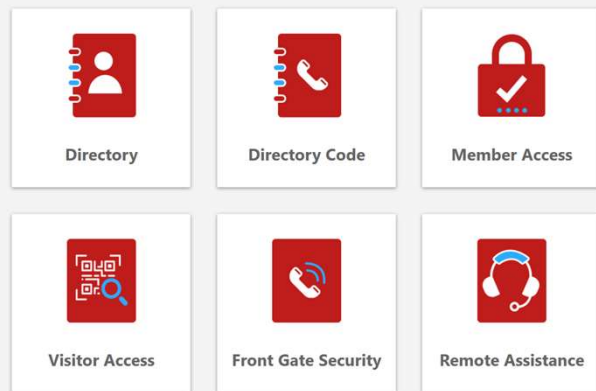 Directory
Directory Code
Member Access
Visitor Access
Front Gate Security
Remote Assistance